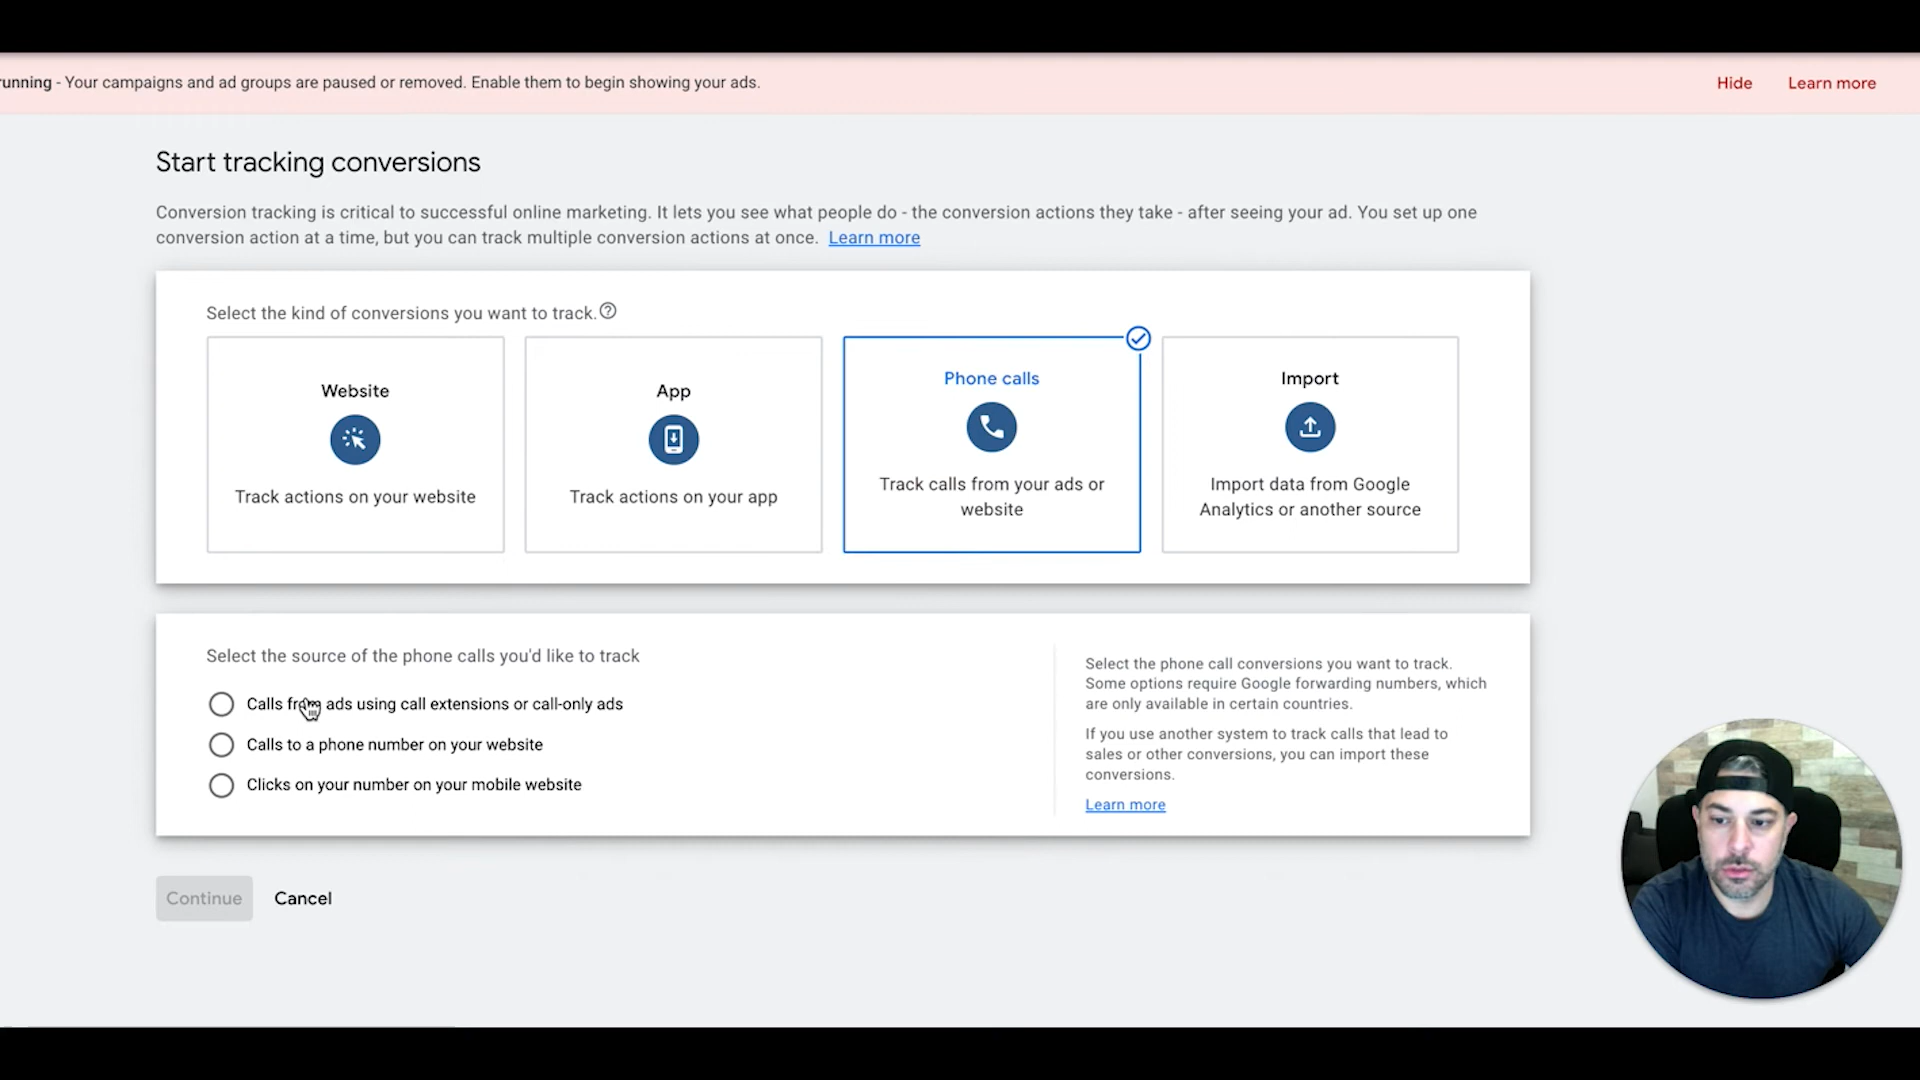 running - Your campaigns and ad groups are paused or removed. Enable them to begin showing your ads.
Hide
Learn more
Start tracking conversions
Conversion tracking is critical to successful online marketing. It lets you see what people do - the conversion actions they take - after seeing your ad. You set up one
conversion action at a time, but you can track multiple conversion actions at once. Learn more
Select the kind of conversions you want to track.
Website
Track actions on your website
App
Track actions on your app
Phone calls
Track calls from your ads or
website
Import
Import data from Google
Analytics or another source
Select the source of the phone calls you'd like to track
Calls from ads using call extensions or call-only ads
Calls to a phone number on your website
Clicks on your number on your mobile website
Select the phone call conversions you want to track.
Some options require Google forwarding numbers, which
are only available in certain countries.
If you use another system to track calls that lead to
sales or other conversions, you can import these
conversions.
Learn more
Continue
Cancel